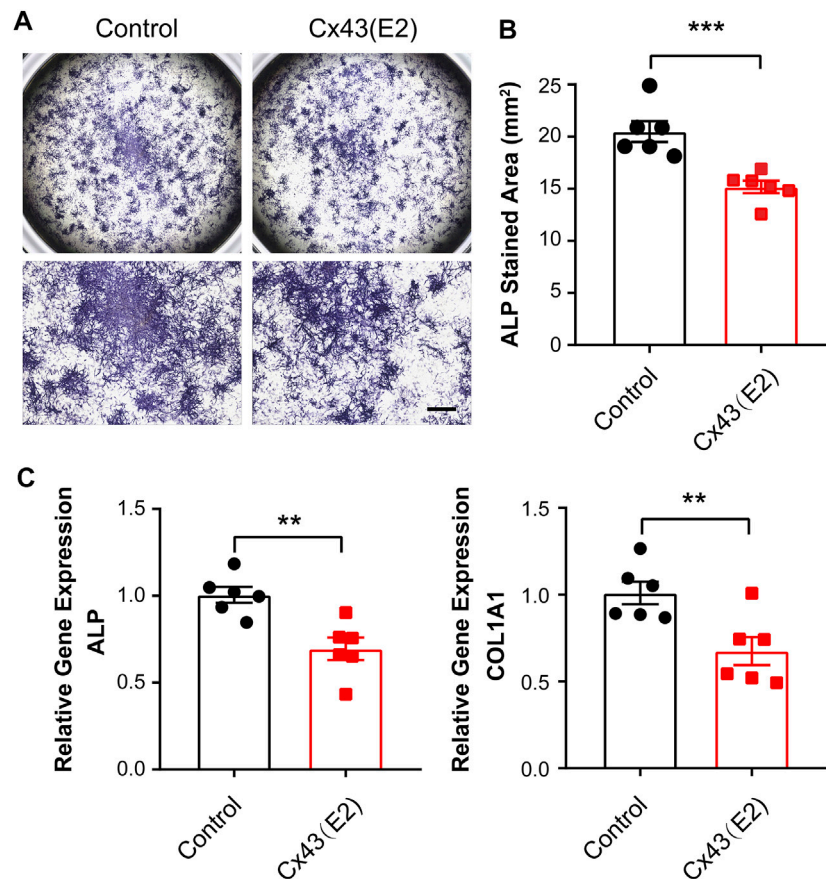 A
Control
Cx43(E2)
B
***
ALP Stained Area (mm²)
25
20
15
10
5
0
Control
Cx43(E2)
C
Relative Gene Expression
ALP
**
1.5
1.0
0.5
0.0
Control
Cx43(E2)
Relative Gene Expression
COL1A1
**
1.5
1.0
0.5
0.0
Control
Cx43(E2)